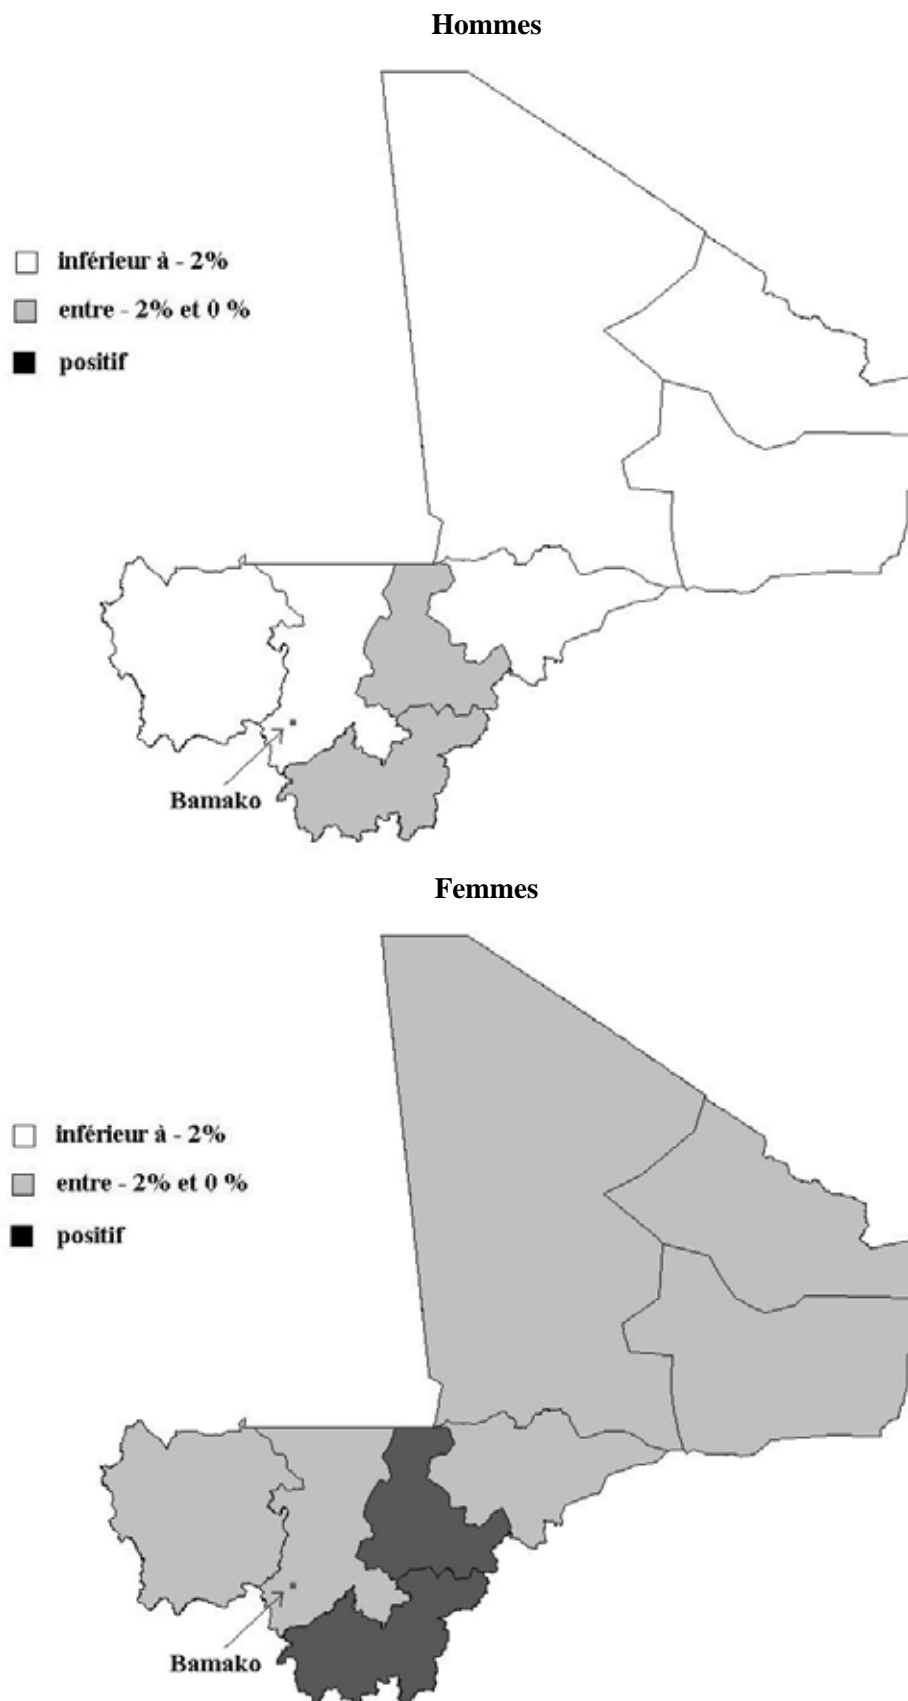 Hommes
inférieur à - 2%
entre - 2% et 0 %
positif
Bamako
Femmes
inférieur à - 2%
entre - 2% et 0 %
positif
Bamako